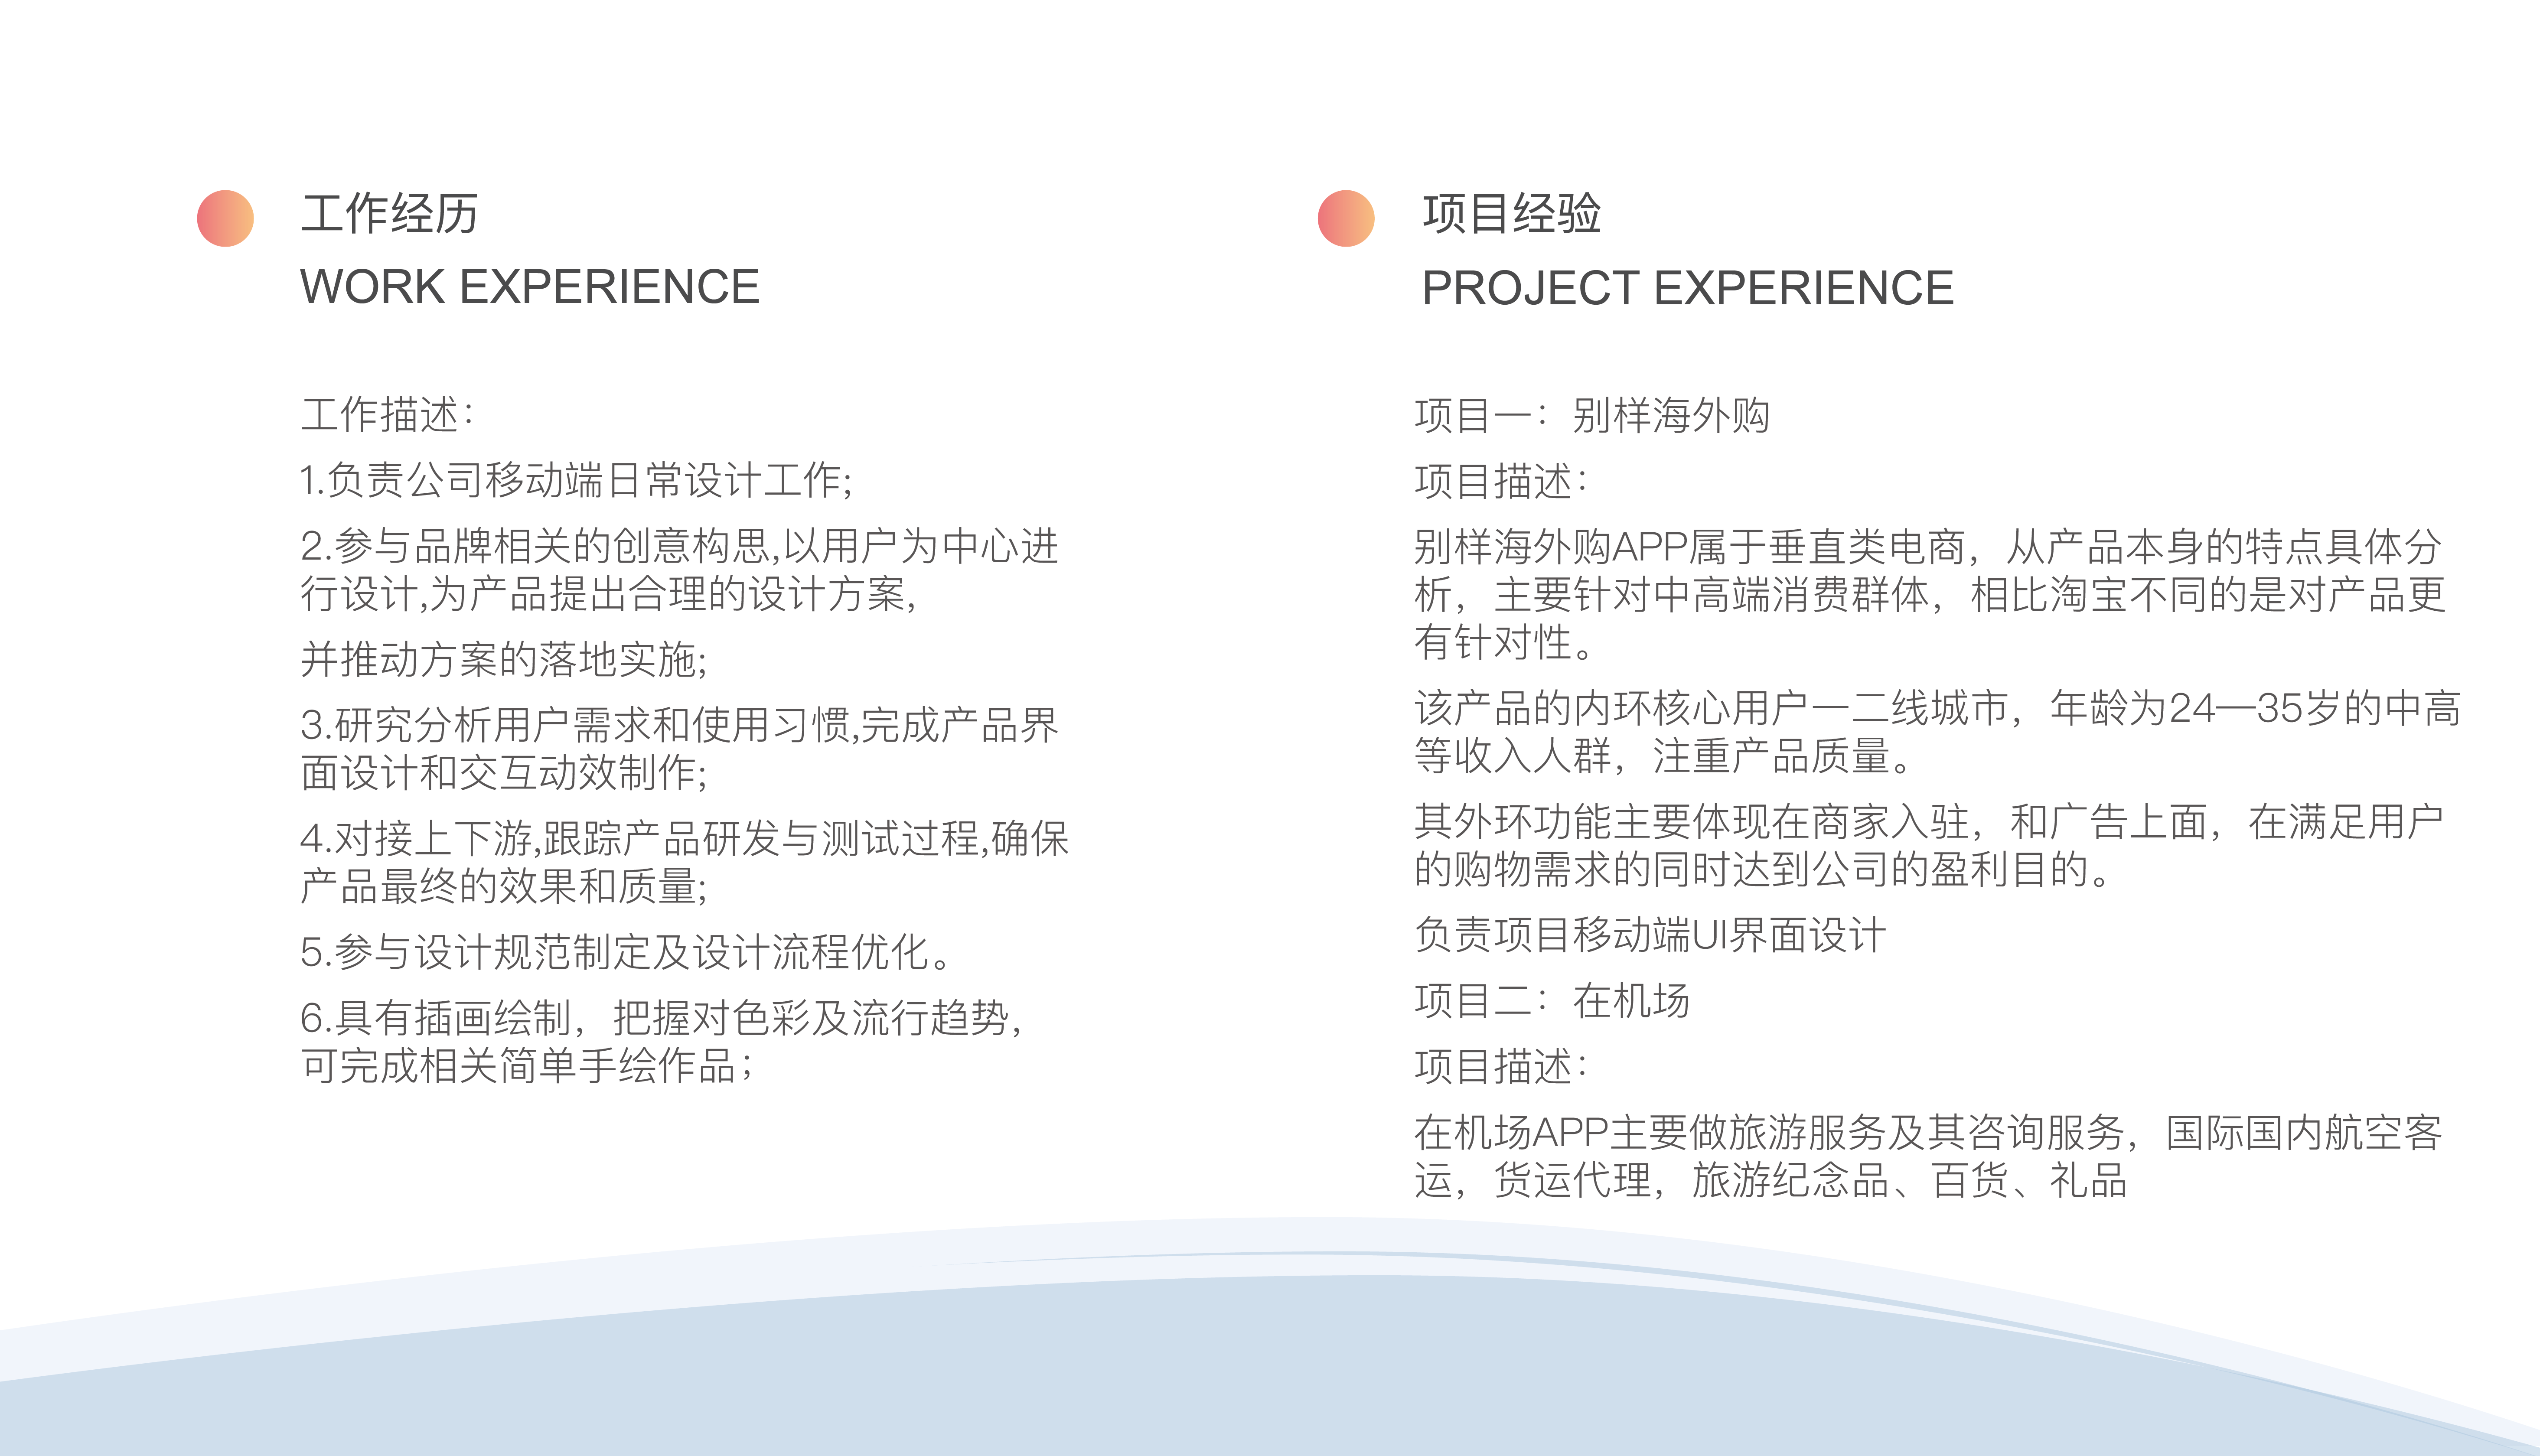 工作经历
WORK EXPERIENCE
工作描述：
1.负责公司移动端日常设计工作;
2.参与品牌相关的创意构思,以用户为中心进
行设计,为产品提出合理的设计方案,
并推动方案的落地实施;
3.研究分析用户需求和使用习惯,完成产品界
面设计和交互动效制作;
4.对接上下游,跟踪产品研发与测试过程,确保
产品最终的效果和质量;
5.参与设计规范制定及设计流程优化。
6.具有插画绘制，把握对色彩及流行趋势，
可完成相关简单手绘作品；
项目经验
PROJECT EXPERIENCE
项目一：别样海外购
项目描述：
别样海外购APP属于垂直类电商，从产品本身的特点具体分
析，主要针对中高端消费群体，相比淘宝不同的是对产品更
有针对性。
该产品的内环核心用户一二线城市，年龄为24—35岁的中高
等收入人群，注重产品质量。
其外环功能主要体现在商家入驻，和广告上面，在满足用户
的购物需求的同时达到公司的盈利目的。
负责项目移动端UI界面设计
项目二：在机场
项目描述：
在机场APP主要做旅游服务及其咨询服务，国际国内航空客
运，货运代理，旅游纪念品、百货、礼品